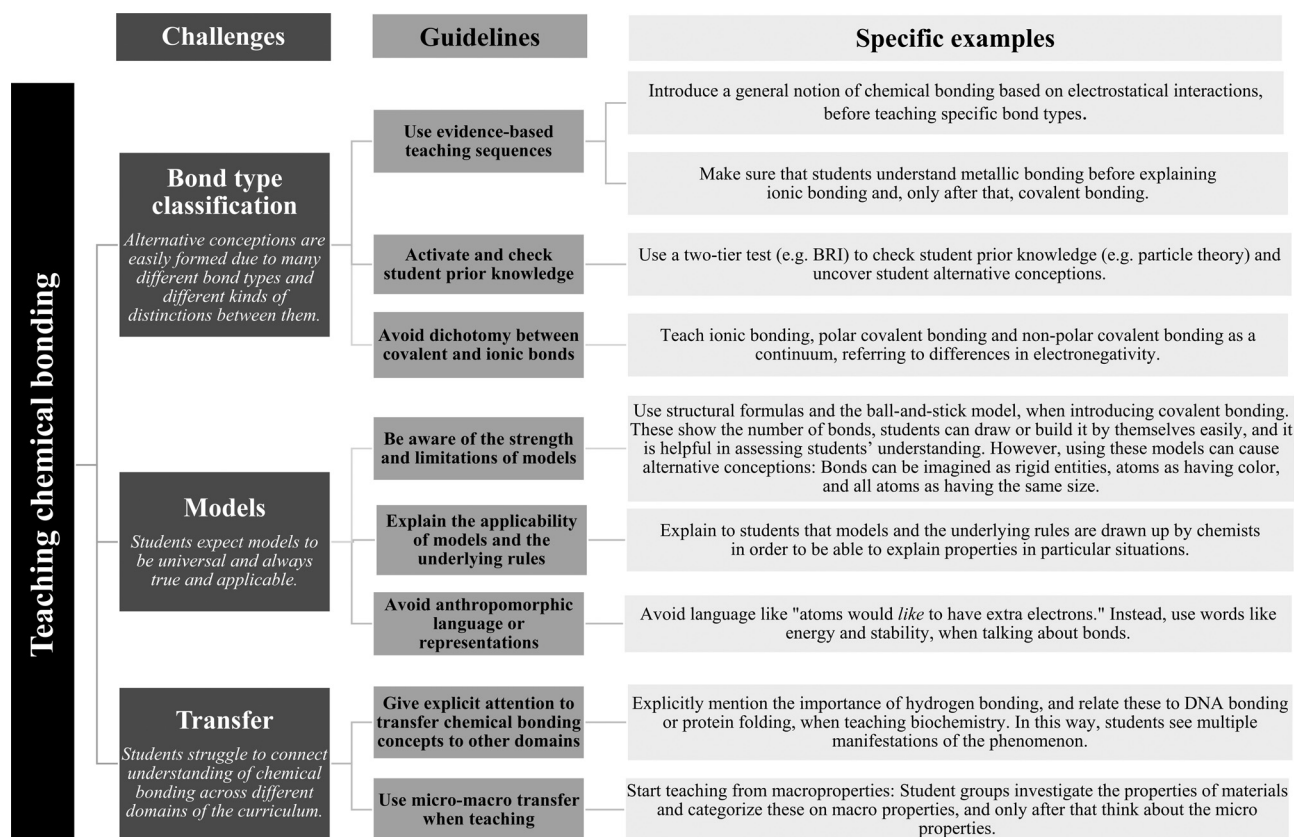 Challenges
Guidelines
Specific examples
Teaching chemical bonding
Bond type
classification
Alternative conceptions are
easily formed due to many
different bond types and
different kinds of
distinctions between them.
Use evidence-based
teaching sequences
Introduce a general notion of chemical bonding based on electrostatical interactions,
before teaching specific bond types.
Make sure that students understand metallic bonding before explaining
ionic bonding and, only after that, covalent bonding.
Activate and check
student prior knowledge
Use a two-tier test (e.g. BRI) to check student prior knowledge (e.g. particle theory) and
uncover student alternative conceptions.
Avoid dichotomy between
covalent and ionic bonds
Teach ionic bonding, polar covalent bonding and non-polar covalent bonding as a
continuum, referring to differences in electronegativity.
Models
Students expect models to
be universal and always
true and applicable.
Be aware of the strength
and limitations of models
Use structural formulas and the ball-and-stick model, when introducing covalent bonding.
These show the number of bonds, students can draw or build it by themselves easily, and it
is helpful in assessing students’ understanding. However, using these models can cause
alternative conceptions: Bonds can be imagined as rigid entities, atoms as having color,
and all atoms as having the same size.
Explain the applicability
of models and the
underlying rules
Explain to students that models and the underlying rules are drawn up by chemists
in order to be able to explain properties in particular situations.
Avoid anthropomorphic
language or
representations
Avoid language like "atoms would like to have extra electrons." Instead, use words like
energy and stability, when talking about bonds.
Transfer
Students struggle to connect
understanding of chemical
bonding across different
domains of the curriculum.
Give explicit attention to
transfer chemical bonding
concepts to other domains
Explicitly mention the importance of hydrogen bonding, and relate these to DNA bonding
or protein folding, when teaching biochemistry. In this way, students see multiple
manifestations of the phenomenon.
Use micro-macro transfer
when teaching
Start teaching from macroproperties: Student groups investigate the properties of materials
and categorize these on macro properties, and only after that think about the micro
properties.